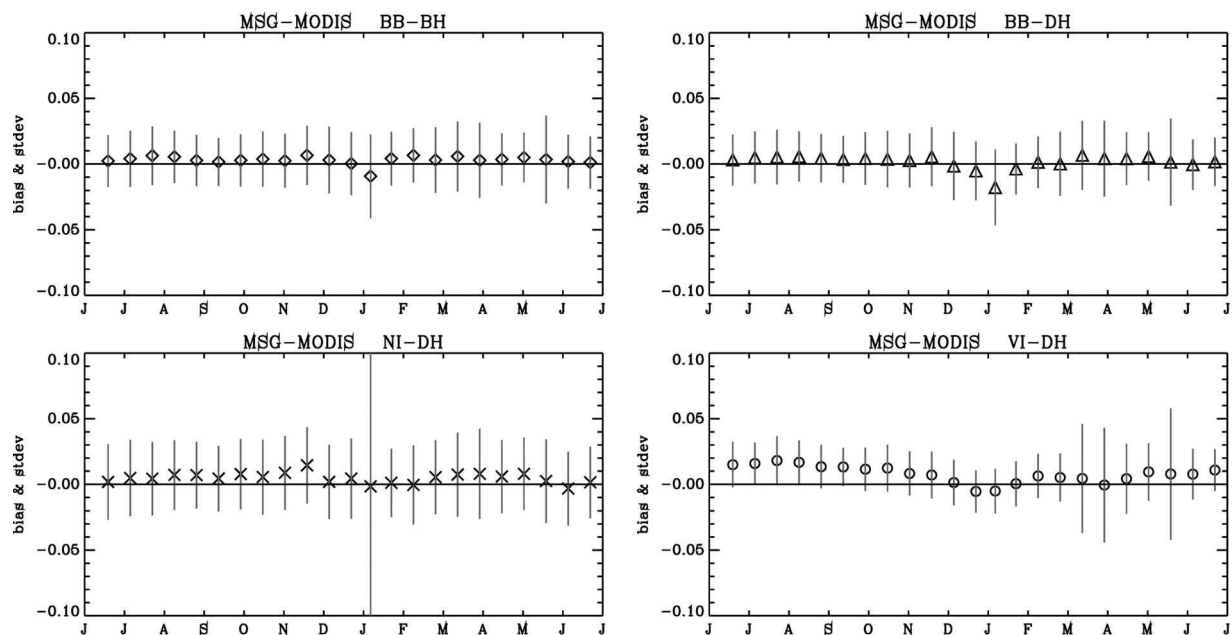 MSG-MODIS BB-BH
0.10
0.05
-0.00
-0.05
-0.10
bias & stdev
J J A S O N D J F M A M J J
MSG-MODIS BB-DH
0.10
0.05
-0.00
-0.05
-0.10
bias & stdev
J J A S O N D J F M A M J J
MSG-MODIS NI-DH
0.10
0.05
-0.00
-0.05
-0.10
bias & stdev
J J A S O N D J F M A M J J
MSG-MODIS VI-DH
0.10
0.05
-0.00
-0.05
-0.10
bias & stdev
J J A S O N D J F M A M J J